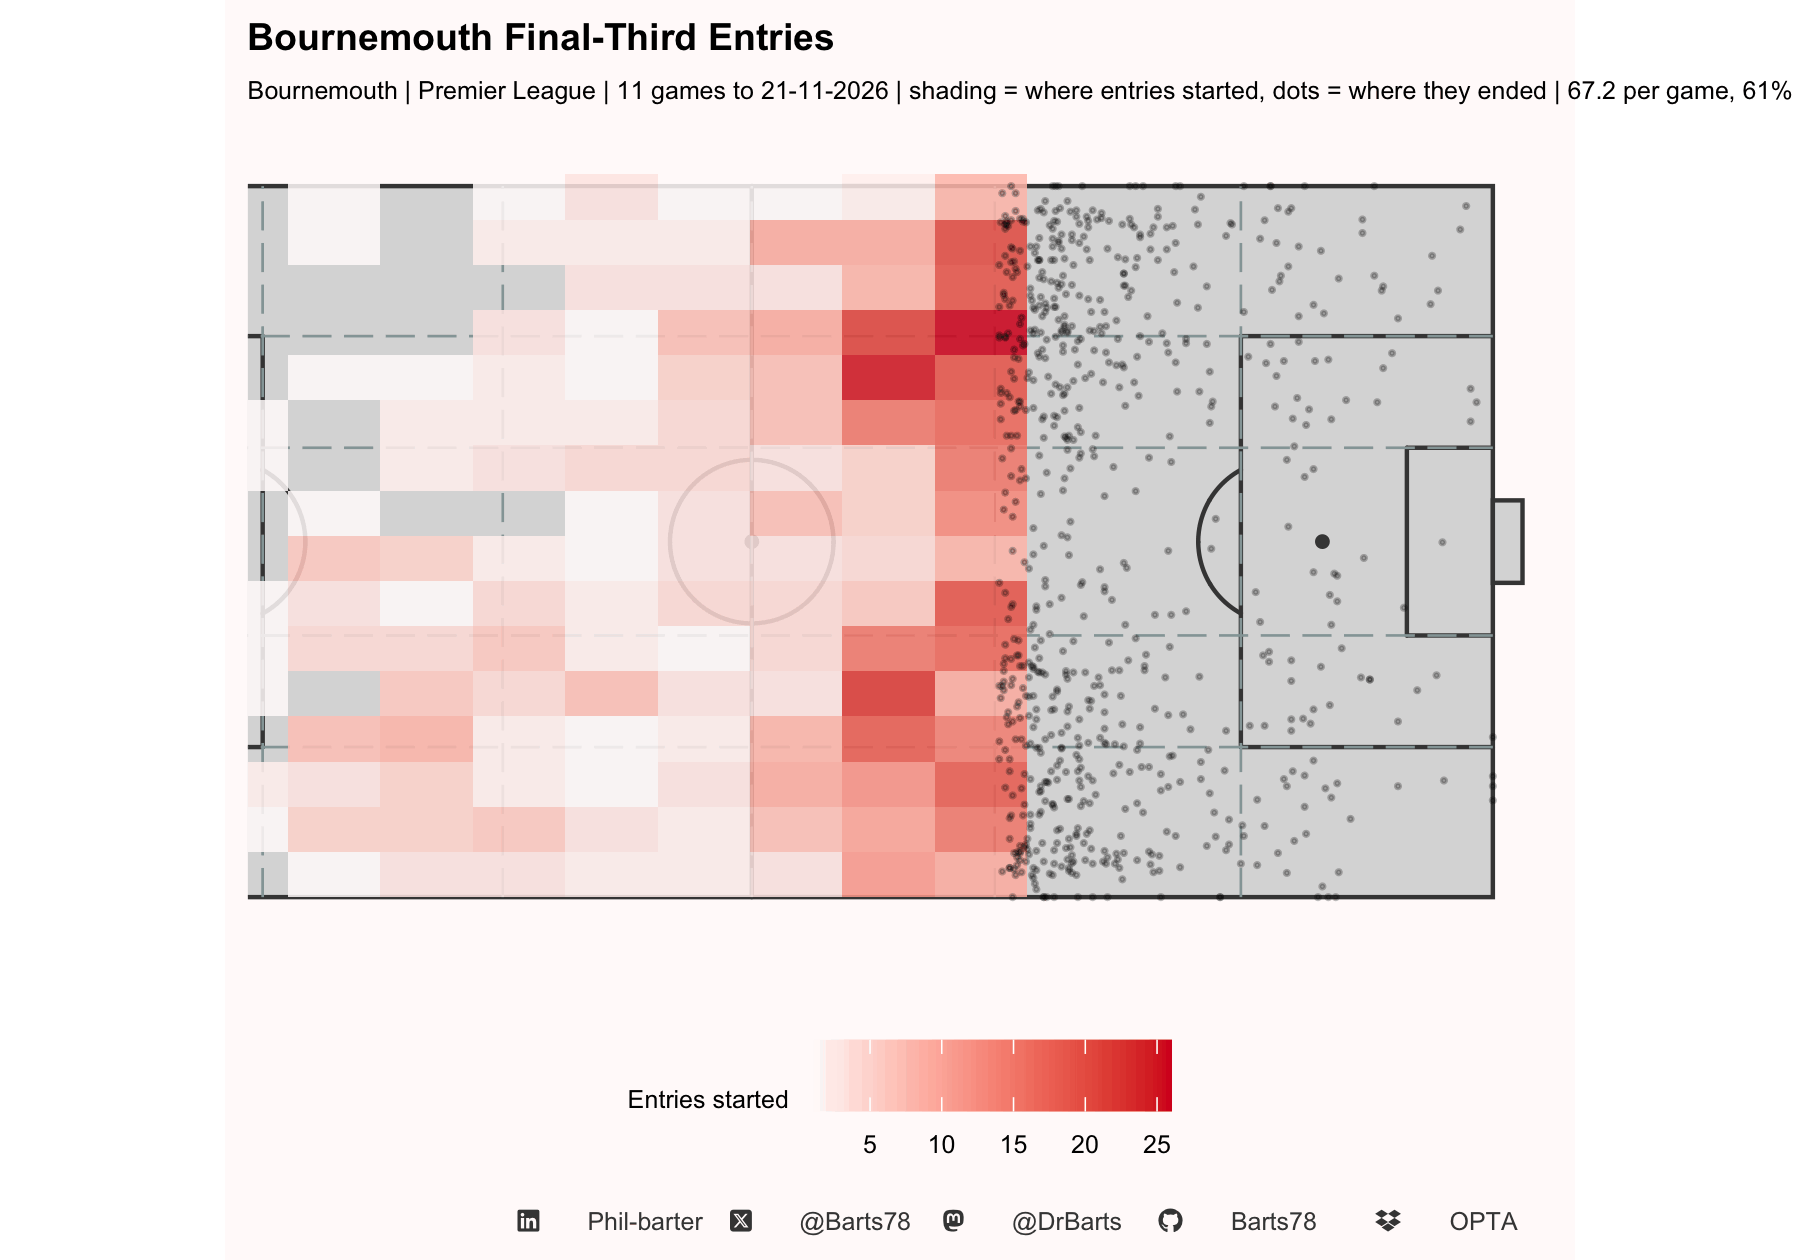 Bournemouth Final-Third Entries
Bournemouth | Premier League | 11 games to 21-11-2026 | shading = where entries started, dots = where they ended | 67.2 per game, 61%
Entries started
5 10 15 20 25
Phil-barter @Barts78 @DrBarts Barts78 OPTA